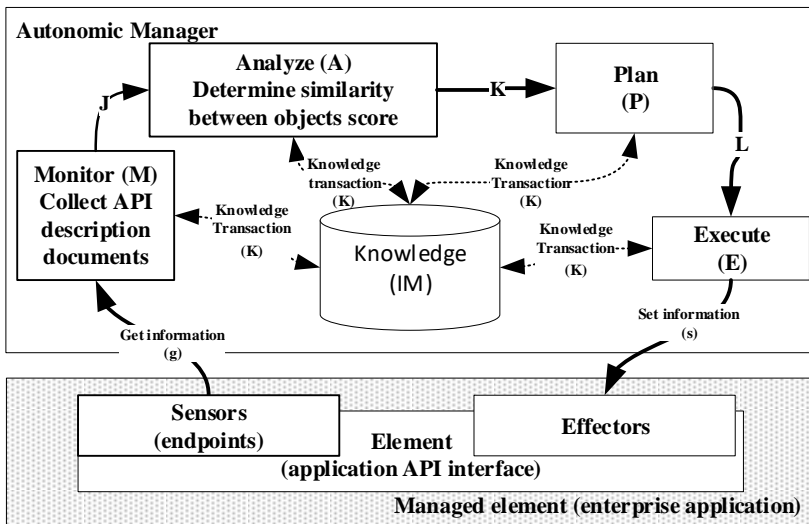 Autonomic Manager
Analyze (A)
Determine similarity
between objects score
Plan
(P)
J
K
L
Monitor (M)
Collect API
description
documents
Knowledge
transaction
(K)
Knowledge
Transaction
(K)
Knowledge
Transaction
(K)
Knowledge
(IM)
Knowledge
Transaction
(K)
Execute
(E)
Get information
(g)
Set information
(s)
Sensors
(endpoints)
Effectors
Element
(application API interface)
Managed element (enterprise application)